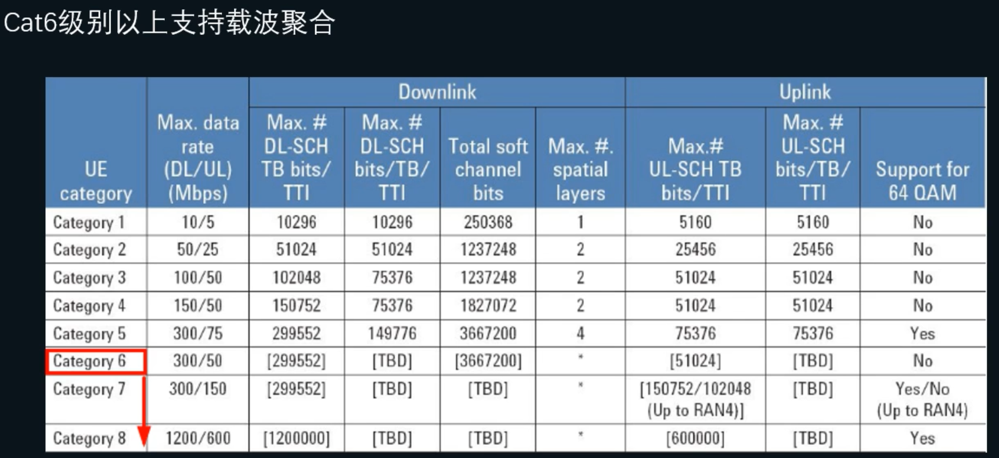 Cat6级别以上支持载波聚合
Downlink Uplink
UE category Max. data rate (DL/UL) (Mbps) Max. # DL-SCH TB bits/ TTI Max. # DL-SCH bits/TB/ TTI Total soft channel bits Max. #. spatial layers Max.# UL-SCH TB bits/TTI Max. # UL-SCH bits/TB/ TTI Support for 64 QAM
Category 1 10/5 10296 10296 250368 1 5160 5160 No
Category 2 50/25 51024 51024 1237248 2 25456 25456 No
Category 3 100/50 102048 75376 1237248 2 51024 51024 No
Category 4 150/50 150752 75376 1827072 2 51024 51024 No
Category 5 300/75 299552 149776 3667200 4 75376 75376 Yes
Category 6 300/50 [299552] [TBD] [3667200] * [51024] [TBD] No
Category 7 300/150 [299552] [TBD] [TBD] * [150752/102048 (Up to RAN4)] [TBD] Yes/No (Up to RAN4)
Category 8 1200/600 [1200000] [TBD] [TBD] * [600000] [TBD] Yes